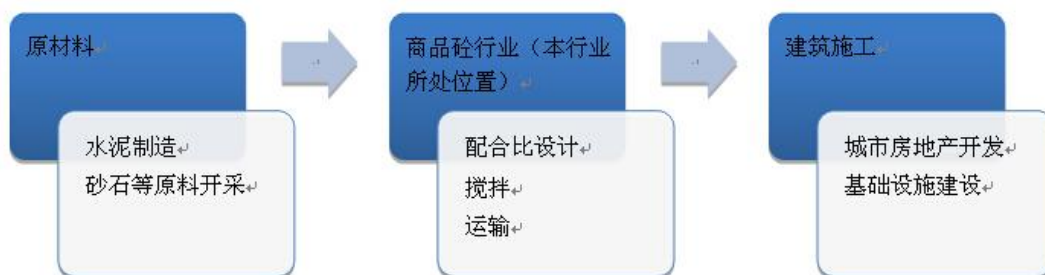 原材料
水泥制造
砂石等原料开采
商品砼行业（本行业
所处位置）
配合比设计
搅拌
运输
建筑施工
城市房地产开发
基础设施建设